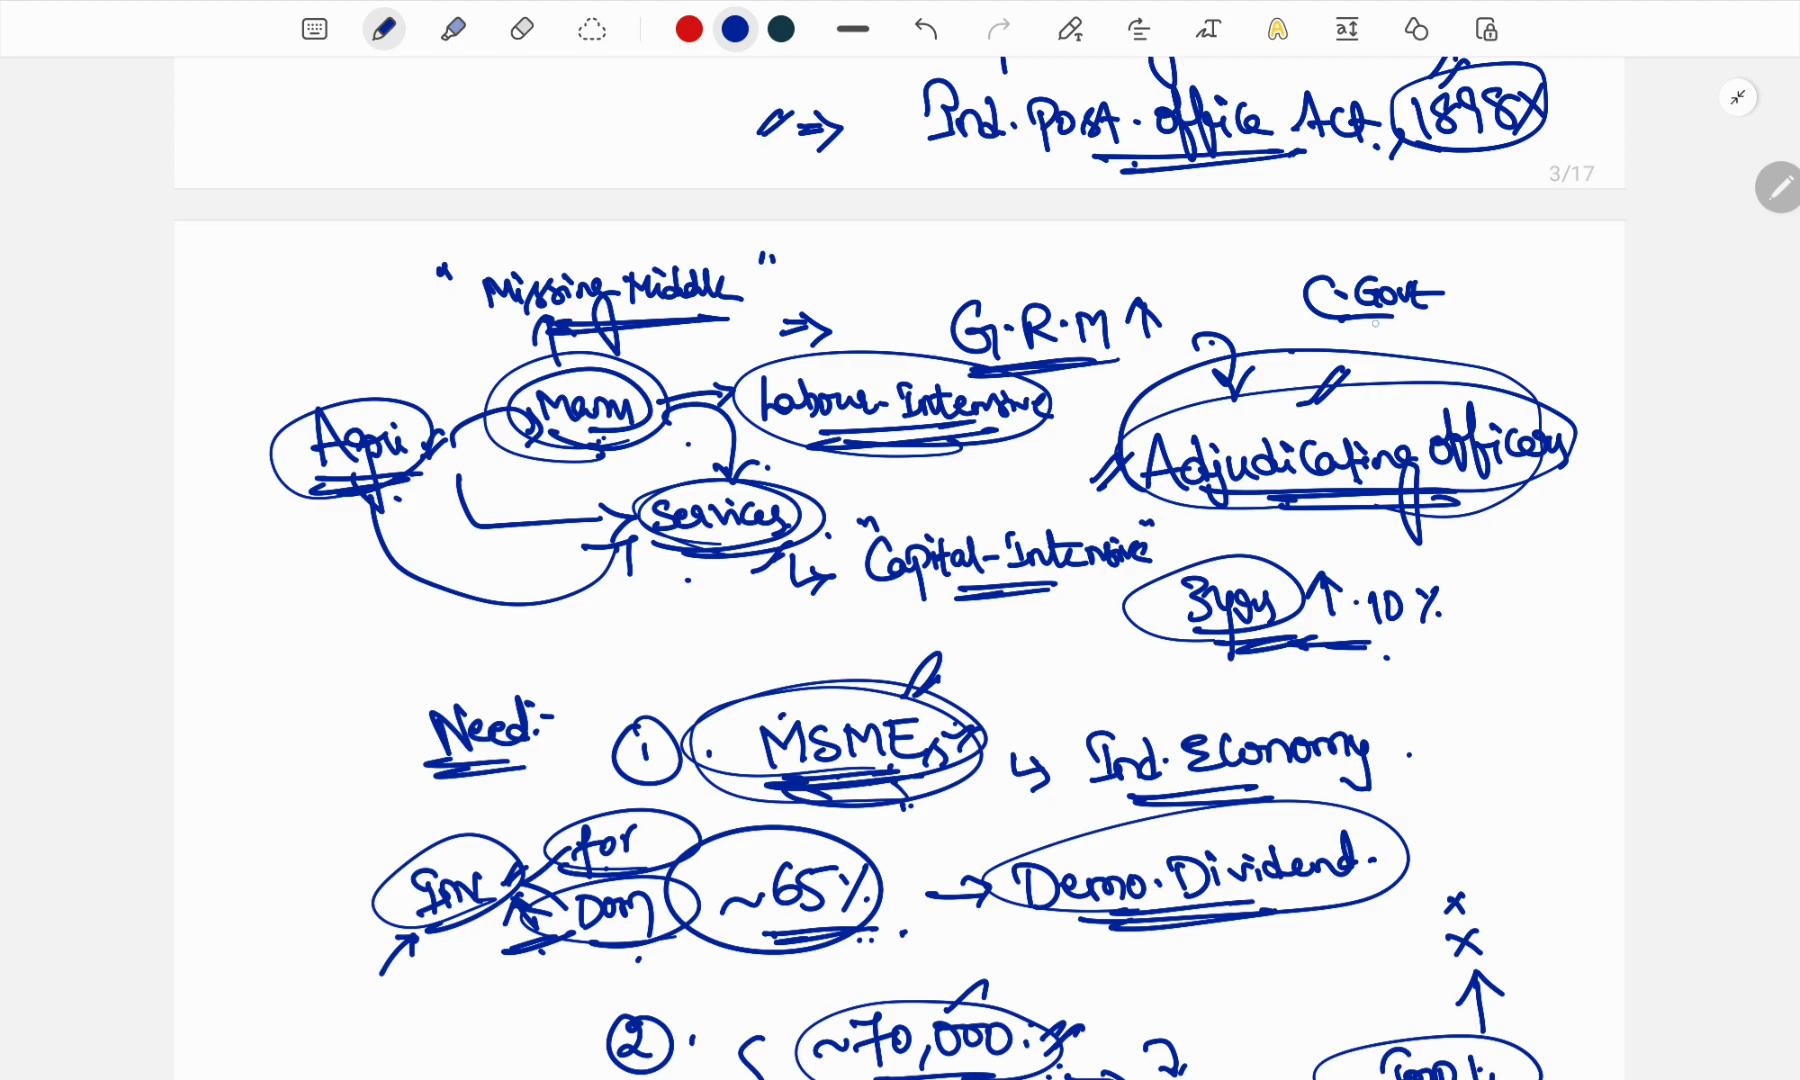 ⇒ Ind. Post. office Act, 1898
3/17
"Missing-Middle"
⇒ G.R.M ↑
C. Govt
Agri
Manu
Labour-Intensive
Adjudicating officers
Services
"Capital-Intensive"
3yrs ↑ 10%
Need:-
① MSMEs
Ind. Economy
Inv
for
Dom
~65% → Demo. Dividend.
② ~70,000